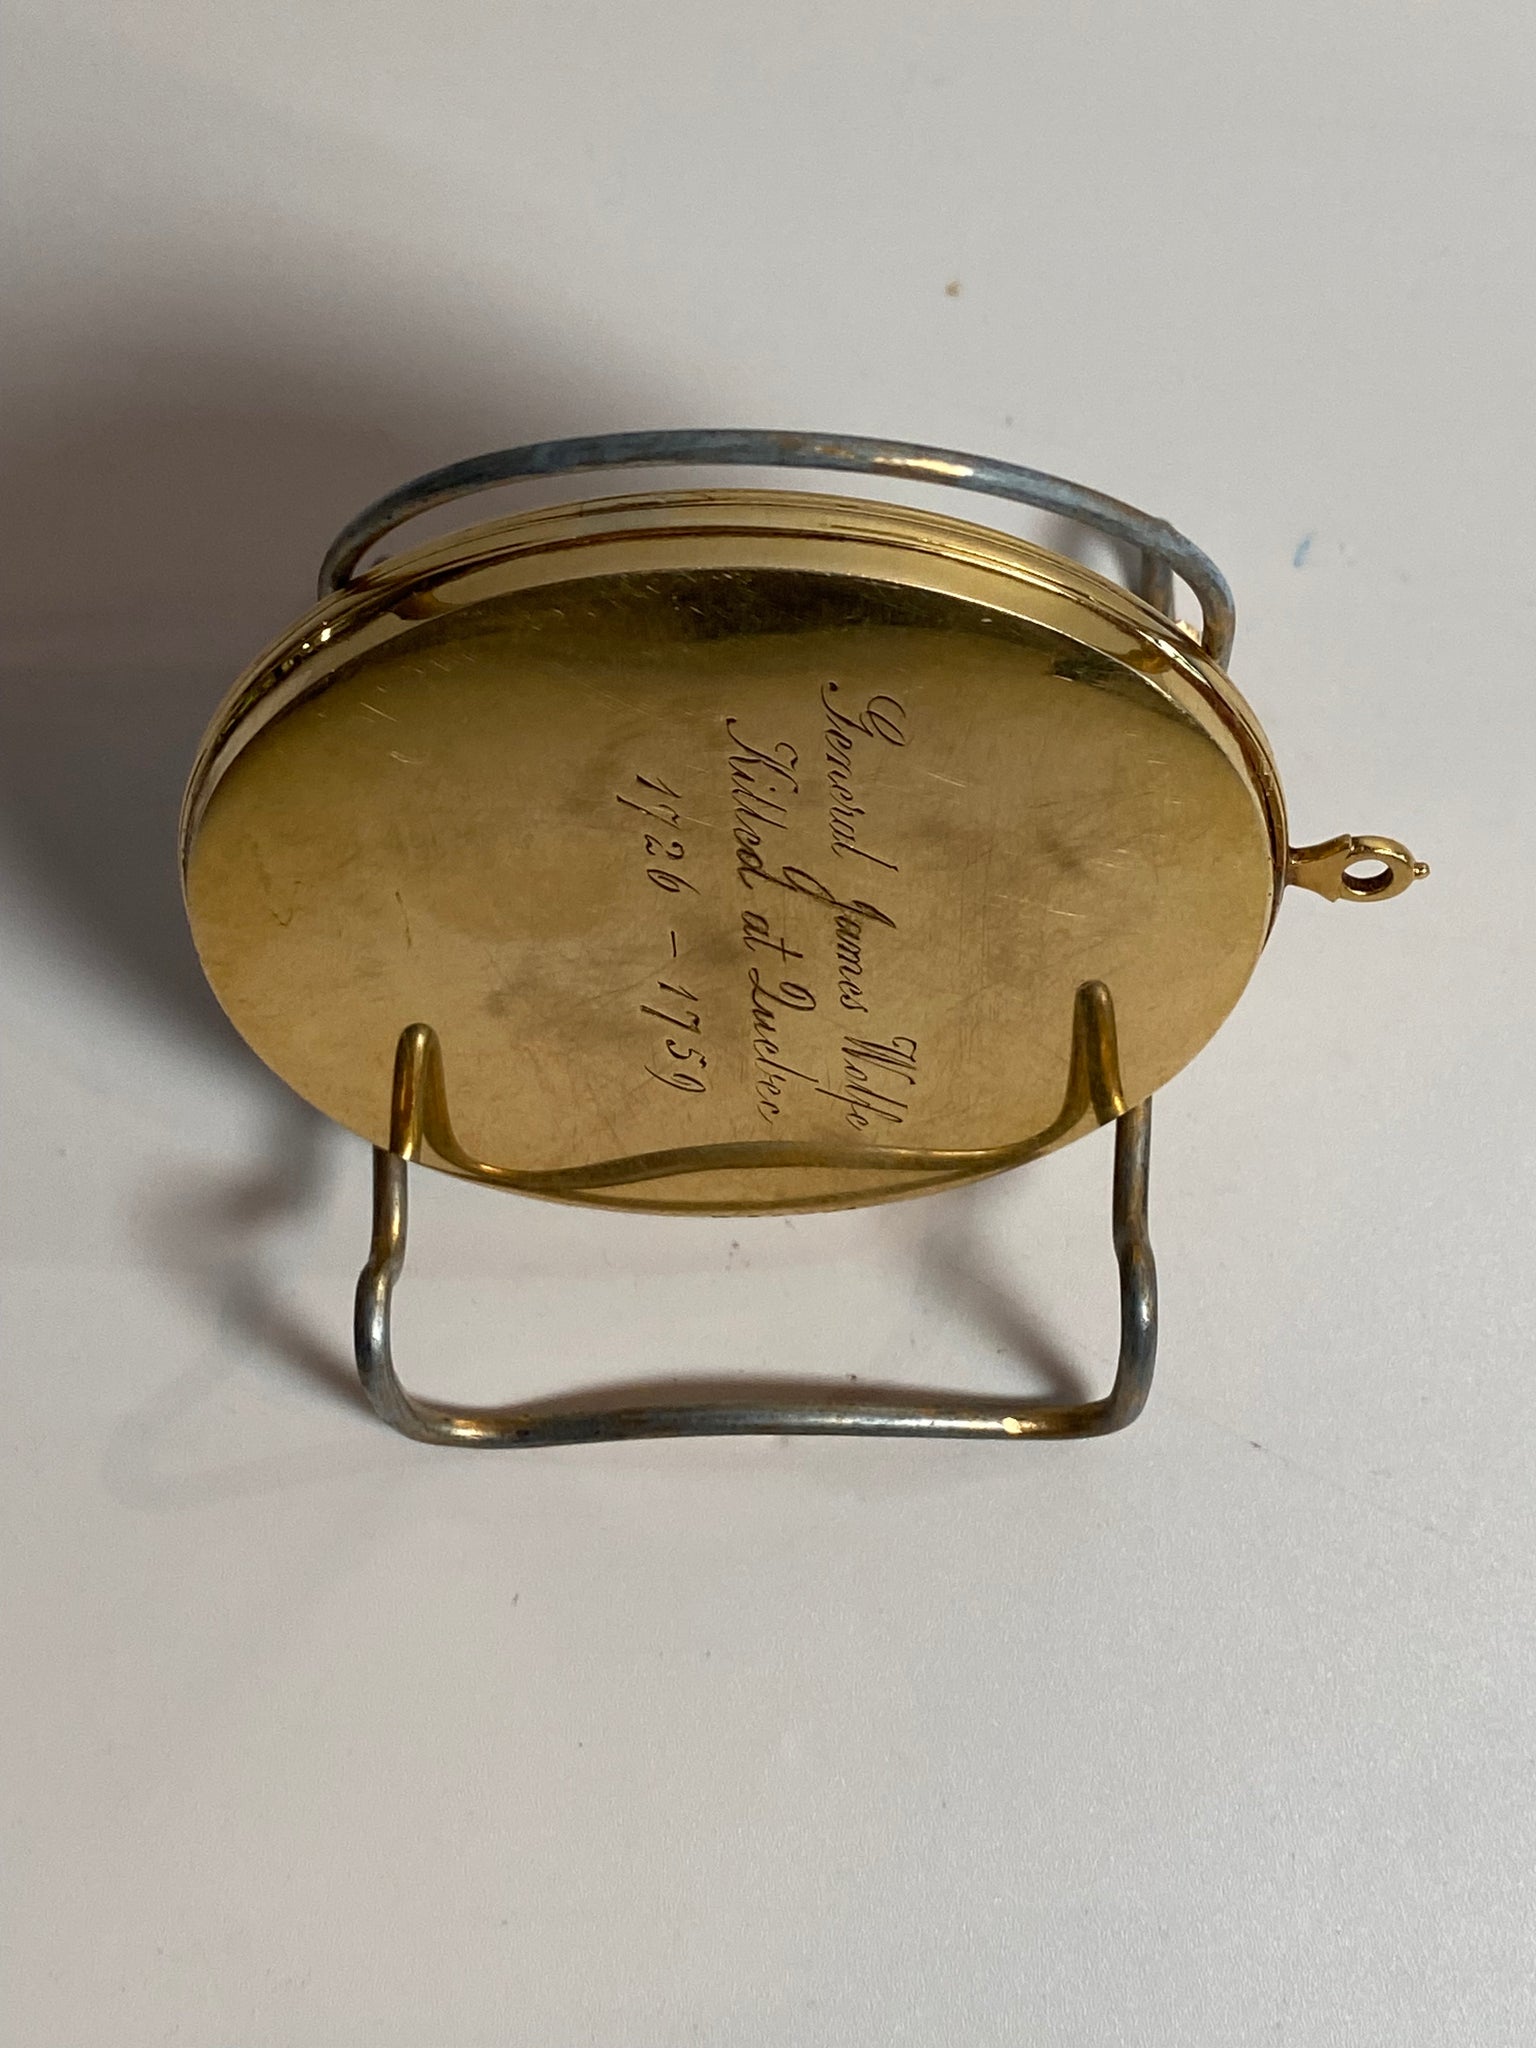 General James Wolfe
Killed at Quebec
1726 - 1759